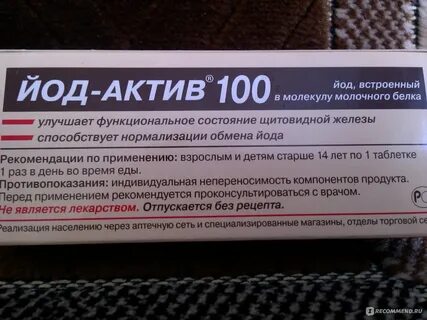 ЙОД-АКТИВ® 100
йод, встроенный
в молекулу молочного белка
улучшает функциональное состояние щитовидной железы
способствует нормализации обмена йода
Рекомендации по применению: взрослым и детям старше 14 лет по 1 таблетке
1 раз в день во время еды.
Противопоказания: индивидуальная непереносимость компонентов продукта.
Перед применением рекомендуется проконсультироваться с врачом.
Не является лекарством. Отпускается без рецепта.
Реализация населению через аптечную сеть и специализированные магазины, отделы торговой се
IRECOMMEND.RU